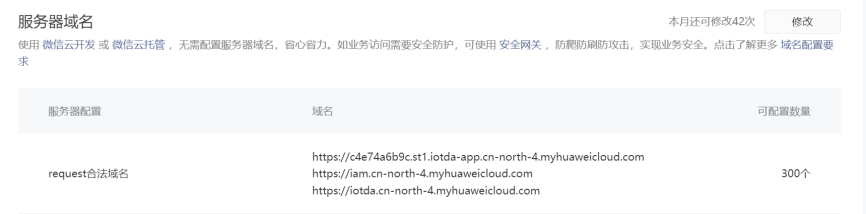 服务器域名
本月还可修改42次 修改
使用 微信云开发 或 微信云托管 ，无需配置服务器域名，省心省力。如业务访问需要安全防护，可使用 安全网关 ，防爬防刷防攻击，实现业务安全。点击了解更多 域名配置要
求
服务器配置 域名 可配置数量
https://c4e74a6b9c.st1.iotda-app.cn-north-4.myhuaweicloud.com
request合法域名 https://iam.cn-north-4.myhuaweicloud.com 300个
https://iotda.cn-north-4.myhuaweicloud.com